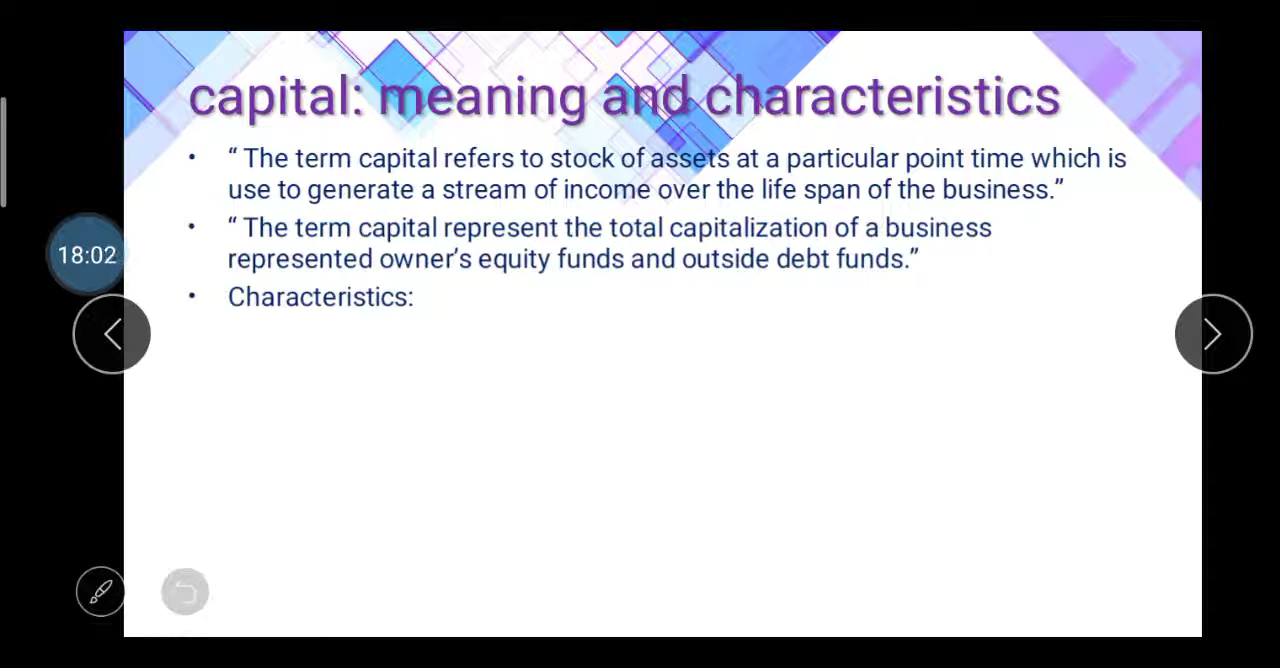 capital: meaning and characteristics
• “ The term capital refers to stock of assets at a particular point time which is
use to generate a stream of income over the life span of the business.”
• “ The term capital represent the total capitalization of a business
represented owner’s equity funds and outside debt funds.”
• Characteristics:
18:02